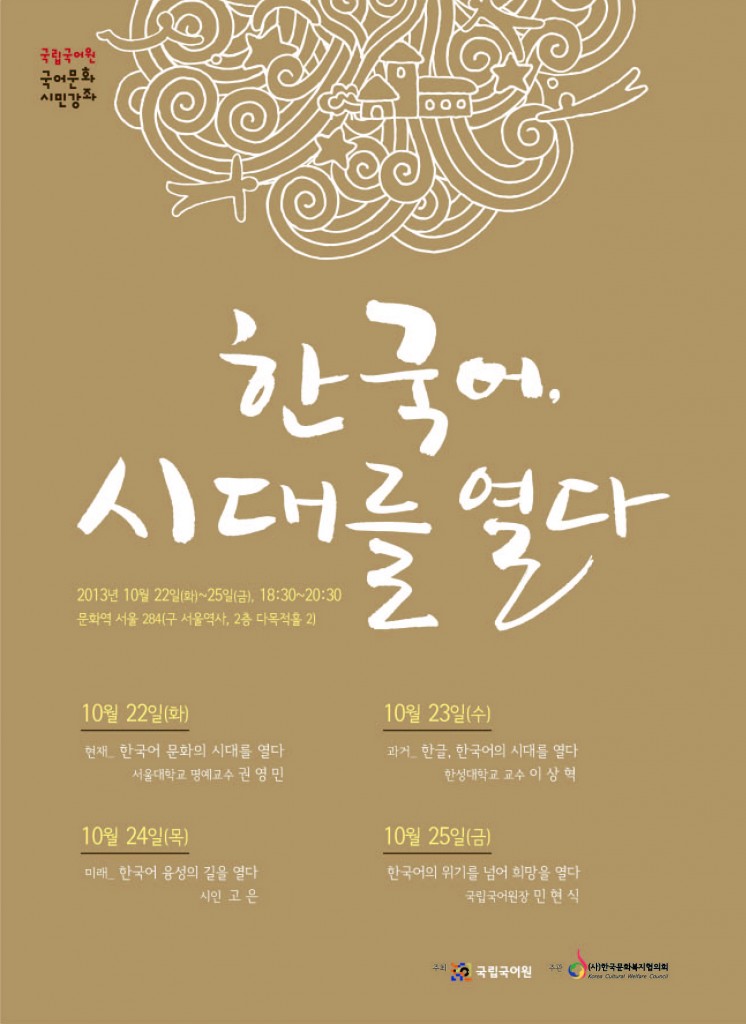 국립국어원
국어문화
시민강좌
한국어,
시대를 열다
2013년 10월 22일(화)~25일(금), 18:30~20:30
문화역 서울 284(구 서울역사, 2층 다목적홀 2)
10월 22일(화)
현재_ 한국어 문화의 시대를 열다
서울대학교 명예교수 권영민
10월 23일(수)
과거_ 한글, 한국어의 시대를 열다
한성대학교 교수 이상혁
10월 24일(목)
미래_ 한국어 융성의 길을 열다
시인 고은
10월 25일(금)
한국어의 위기를 넘어 희망을 열다
국립국어원장 민현식
주최 국립국어원
주관 (사)한국문화복지협의회
Korea Cultural Welfare Council